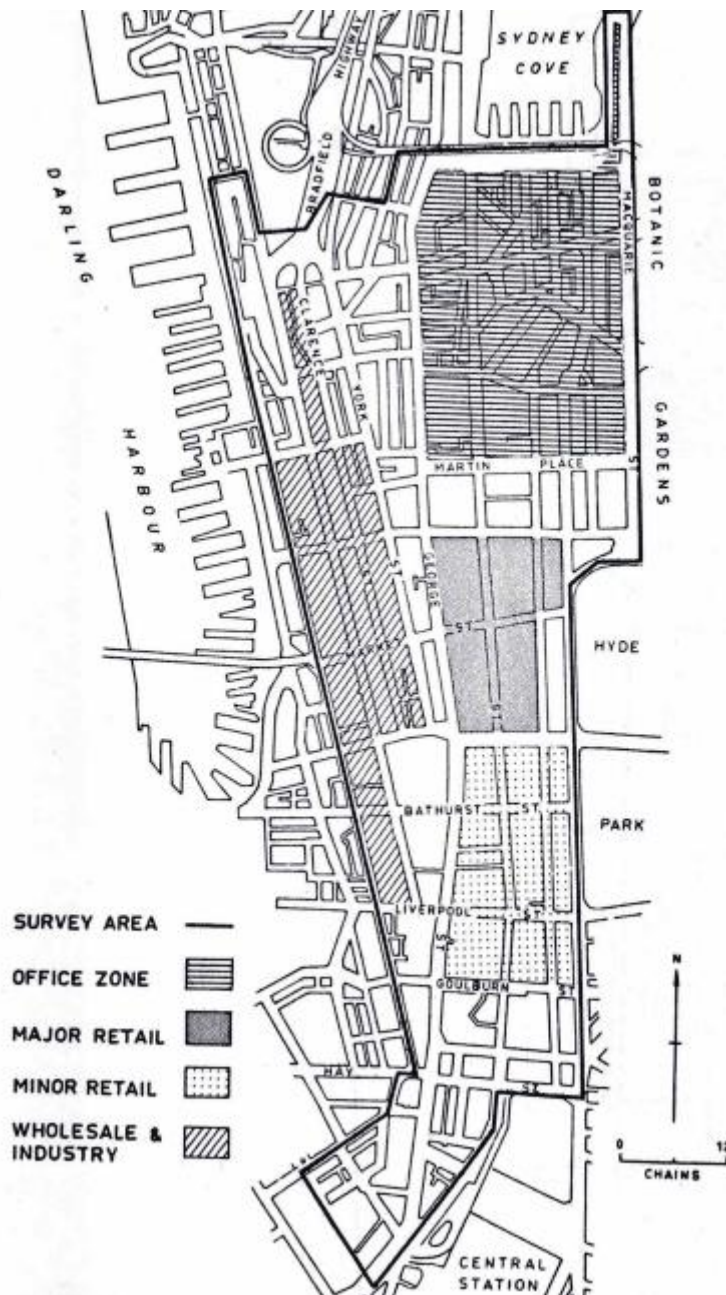 SYDNEY
COVE
HIGHWAY
BRADFIELD
DARLING
HARBOUR
BOTANIC
GARDENS
MACQUARIE
ST
CLARENCE
YORK
ST
MARTIN PLACE
GEORGE
ST
MARKET
ST
HYDE
PARK
BATHURST ST
LIVERPOOL ST
GOULBURN ST
HAY
ST
SURVEY AREA
OFFICE ZONE
MAJOR RETAIL
MINOR RETAIL
WHOLESALE &
INDUSTRY
N
0 12
CHAINS
CENTRAL
STATION